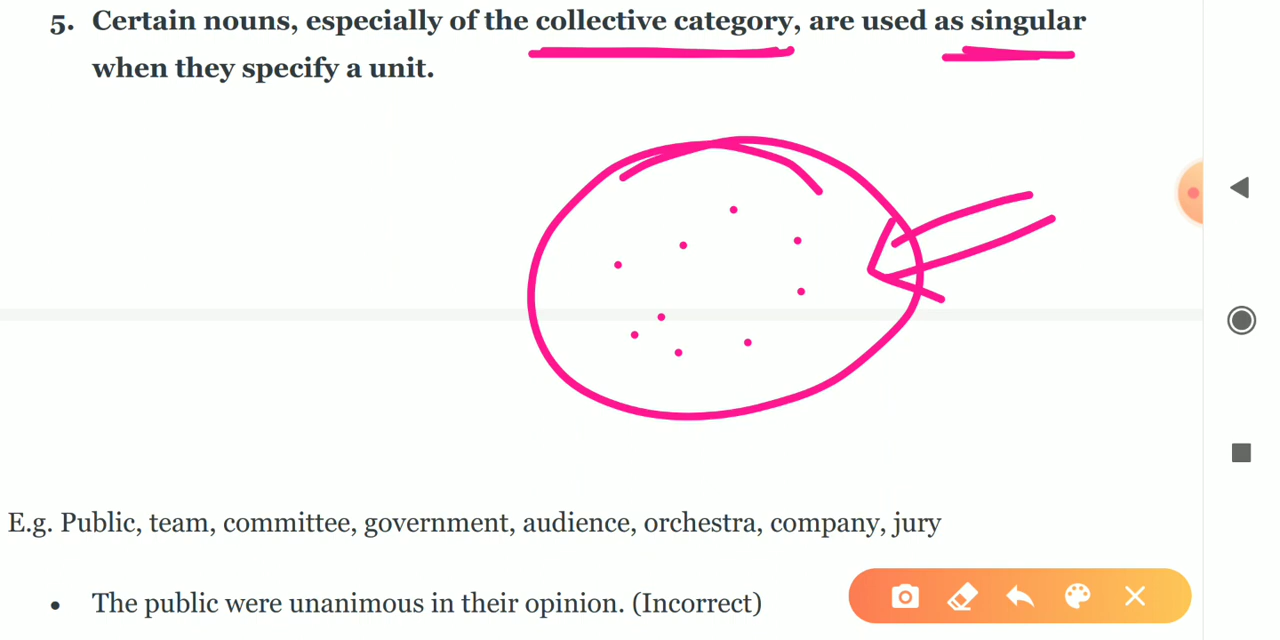 5. Certain nouns, especially of the collective category, are used as singular
when they specify a unit.
E.g. Public, team, committee, government, audience, orchestra, company, jury
• The public were unanimous in their opinion. (Incorrect)